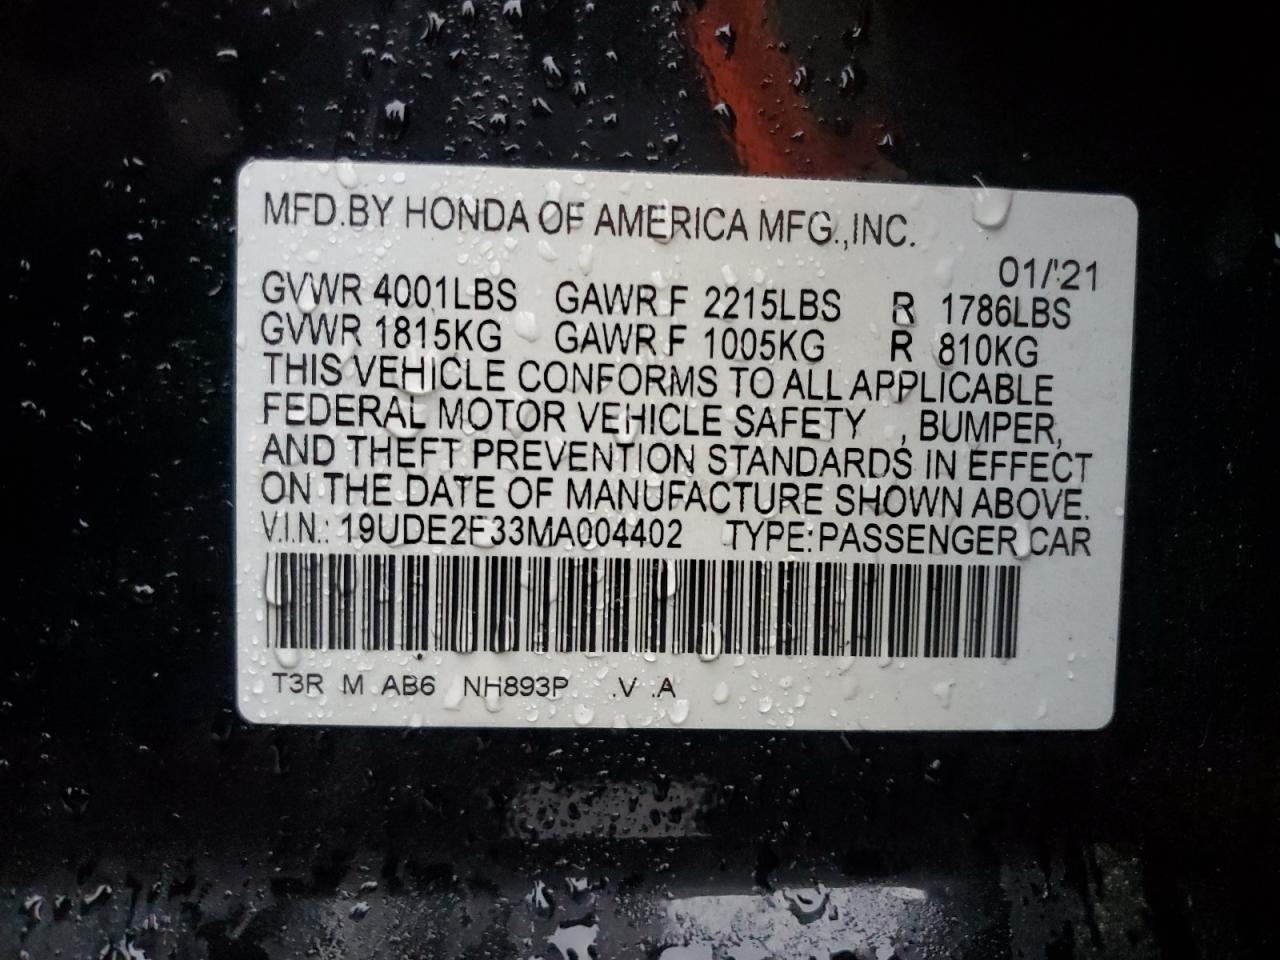 MFD.BY HONDA OF AMERICA MFG.,INC.
01/'21
GVWR 4001LBS GAWR F 2215LBS R 1786LBS
GVWR 1815KG GAWR F 1005KG R 810KG
THIS VEHICLE CONFORMS TO ALL APPLICABLE
FEDERAL MOTOR VEHICLE SAFETY , BUMPER,
AND THEFT PREVENTION STANDARDS IN EFFECT
ON THE DATE OF MANUFACTURE SHOWN ABOVE.
V.I.N.: 19UDE2F33MA004402 TYPE:PASSENGER CAR
T3R M AB6 NH893P .V .A